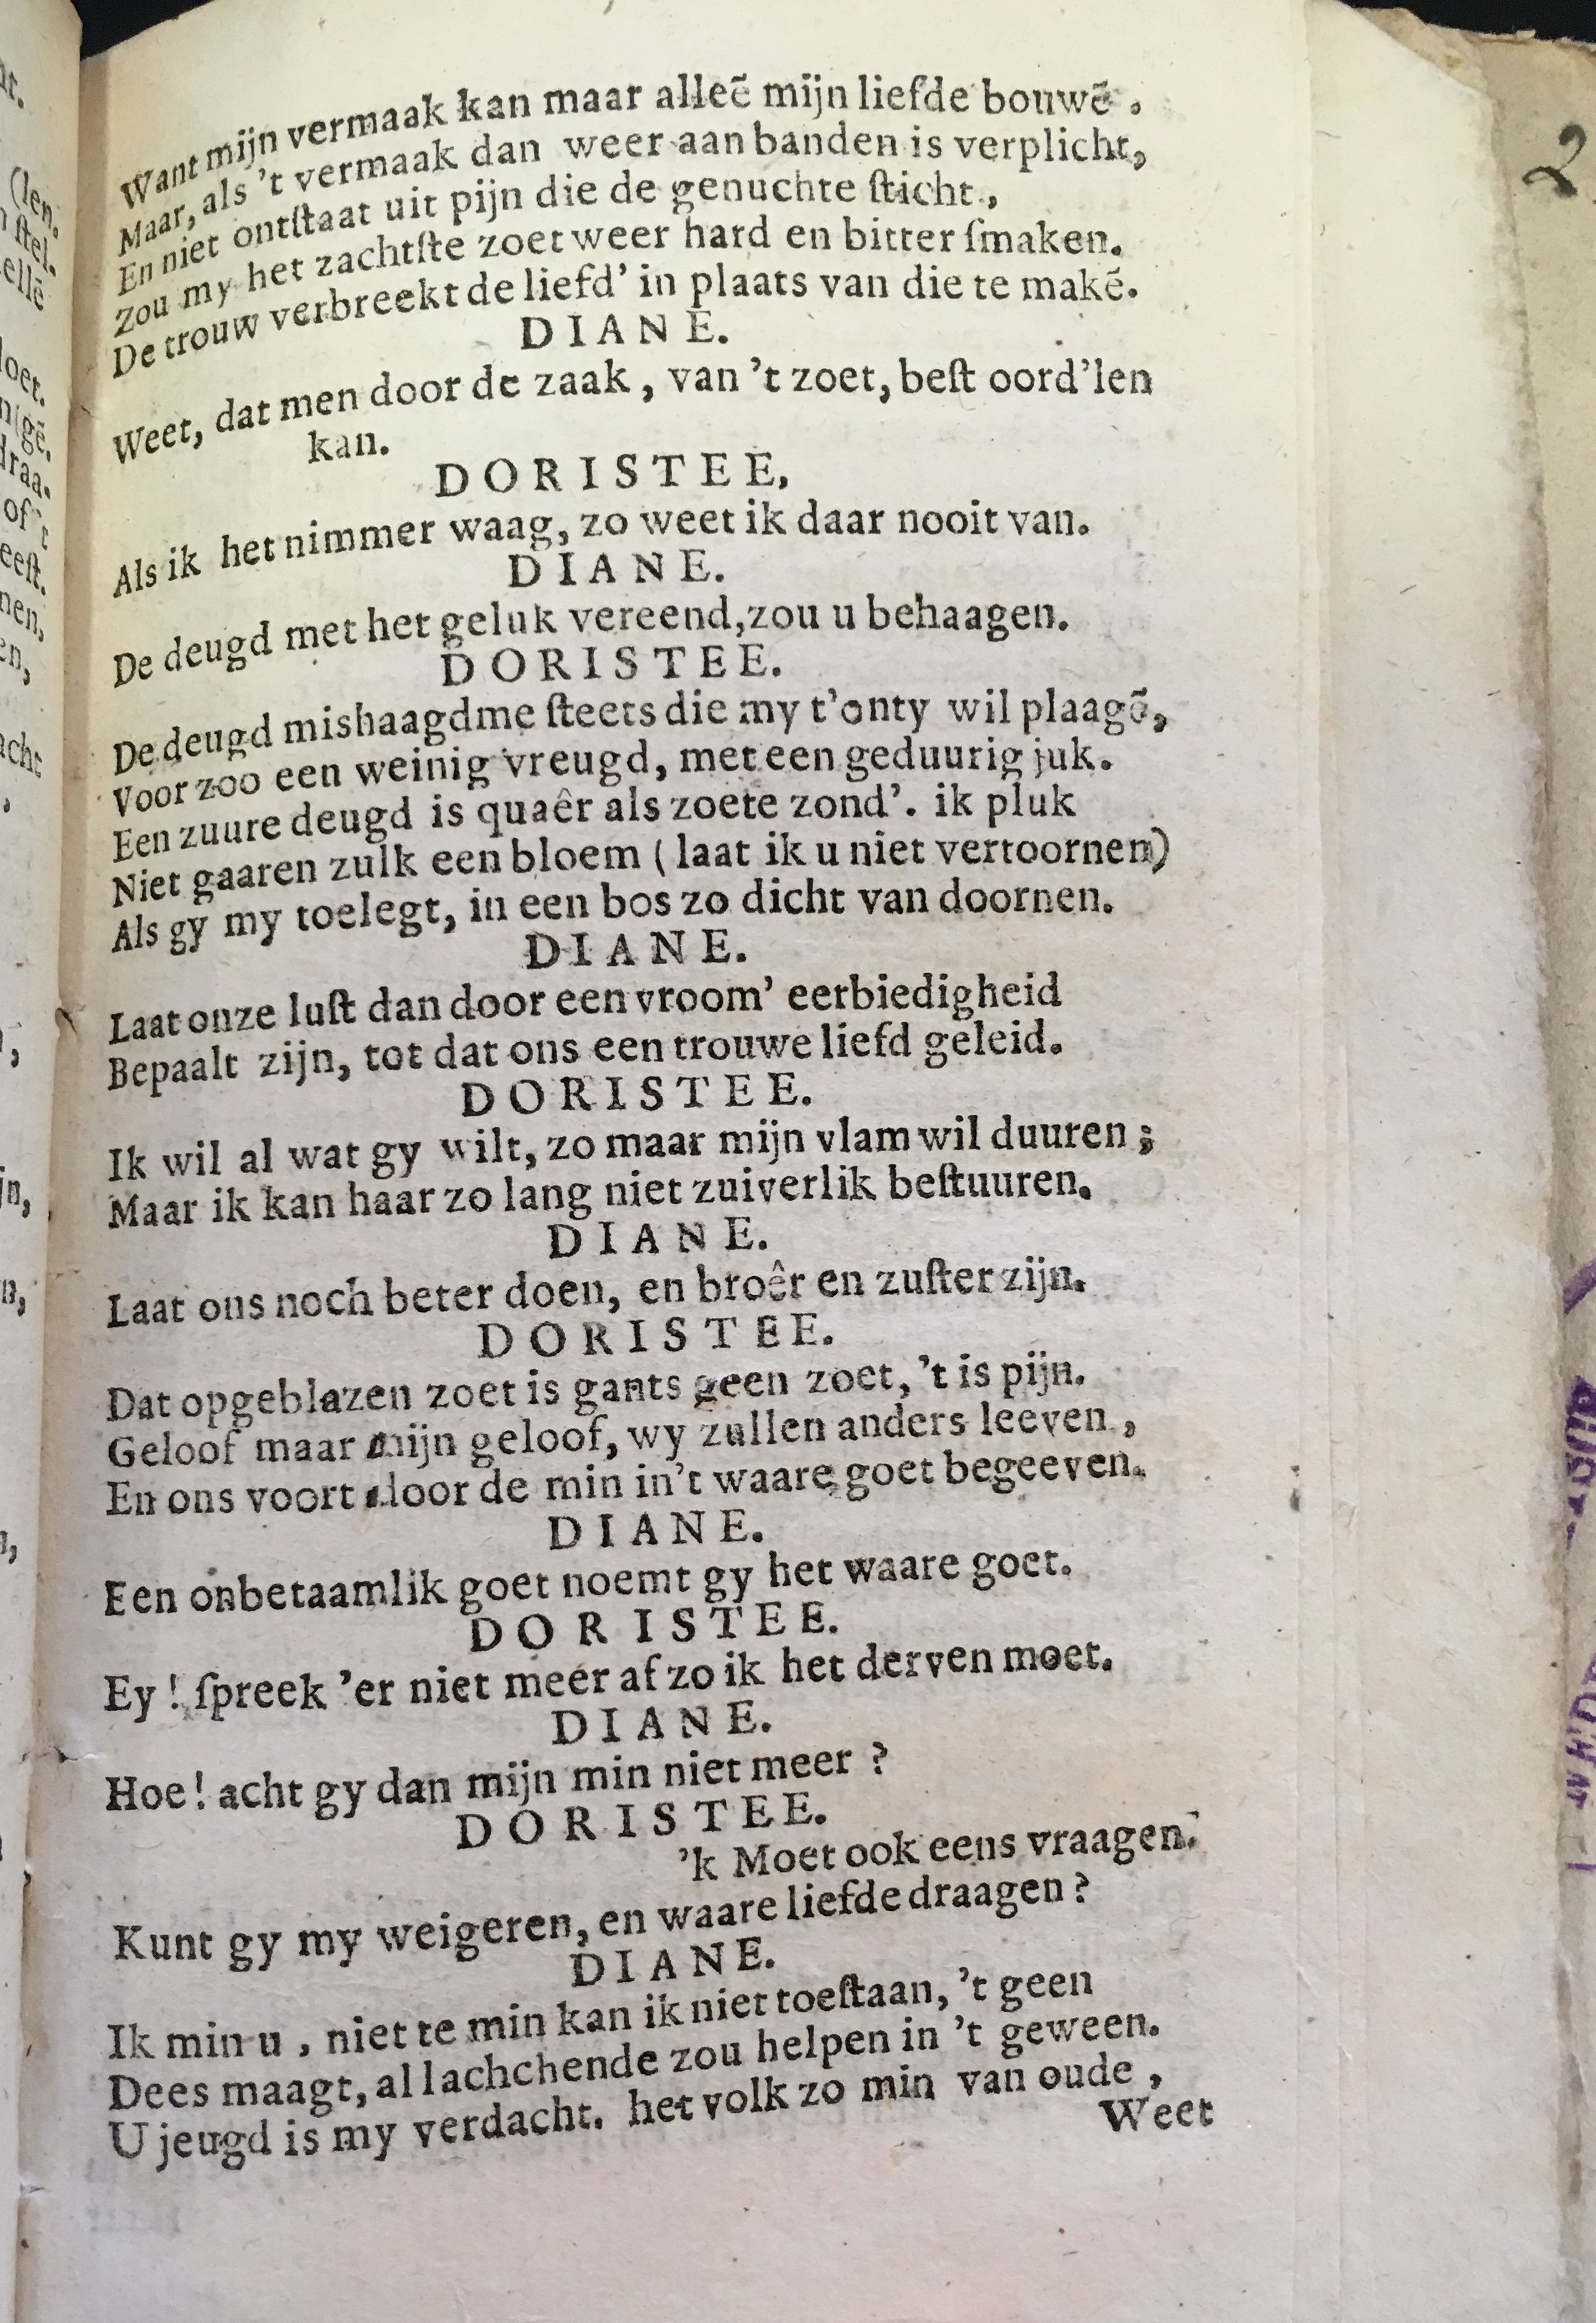 Want mijn vermaak kan maar alleē mijn liefde bouwē.
Maar, als 't vermaak dan weer aan banden is verplicht,
En niet ontſtaat uit pijn die de genuchte ſticht,
Zou my het zachtſte zoet weer hard en bitter ſmaken.
De trouw verbreekt de liefd' in plaats van die te makē.
DIANE.
Weet, dat men door de zaak, van 't zoet, beſt oord'len
kan.
DORISTEE,
Als ik het nimmer waag, zo weet ik daar nooit van.
DIANE.
De deugd met het geluk vereend, zou u behaagen.
DORISTEE.
De deugd mishaagdme ſteets die my t'onty wil plaagē,
Voor zoo een weinig vreugd, met een geduurig juk.
Een zuure deugd is quaêr als zoete zond'. ik pluk
Niet gaaren zulk een bloem (laat ik u niet vertoornen)
Als gy my toelegt, in een bos zo dicht van doornen.
DIANE.
Laat onze luſt dan door een vroom' eerbiedigheid
Bepaalt zijn, tot dat ons een trouwe liefd geleid.
DORISTEE.
Ik wil al wat gy wilt, zo maar mijn vlam wil duuren;
Maar ik kan haar zo lang niet zuiverlik beſtuuren.
DIANE.
Laat ons noch beter doen, en broêr en zuſter zijn.
DORISTEE.
Dat opgeblazen zoet is gants geen zoet, 't is pijn.
Geloof maar mijn geloof, wy zullen anders leeven,
En ons voort door de min in't waare goet begeeven.
DIANE.
Een onbetaamlik goet noemt gy het waare goet.
DORISTEE.
Ey! ſpreek 'er niet meer af zo ik het derven moet.
DIANE.
Hoe! acht gy dan mijn min niet meer?
DORISTEE.
'k Moet ook eens vraagen.
Kunt gy my weigeren, en waare liefde draagen?
DIANE.
Ik min u, niet te min kan ik niet toeſtaan, 't geen
Dees maagt, al lachchende zou helpen in 't geween.
U jeugd is my verdacht. het volk zo min van oude,
Weet
2